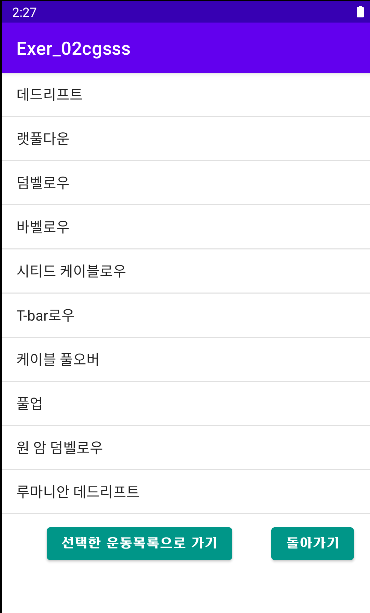 2:27
Exer_02cgsss
데드리프트
랫풀다운
덤벨로우
바벨로우
시티드 케이블로우
T-bar로우
케이블 풀오버
풀업
원 암 덤벨로우
루마니안 데드리프트
선택한 운동목록으로 가기 돌아가기